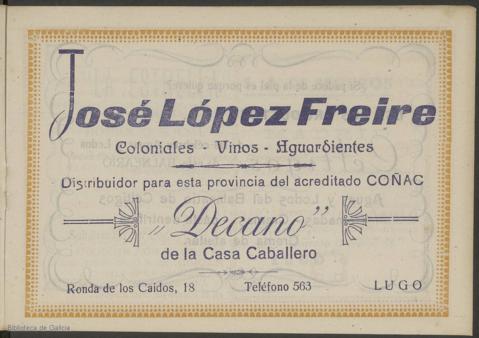 José López Freire
Coloniales - Vinos - Aguardientes
Distribuidor para esta provincia del acreditado COÑAC
„Decano"
de la Casa Caballero
Ronda de los Caidos, 18 Teléfono 563 LUGO
Biblioteca de Galicia